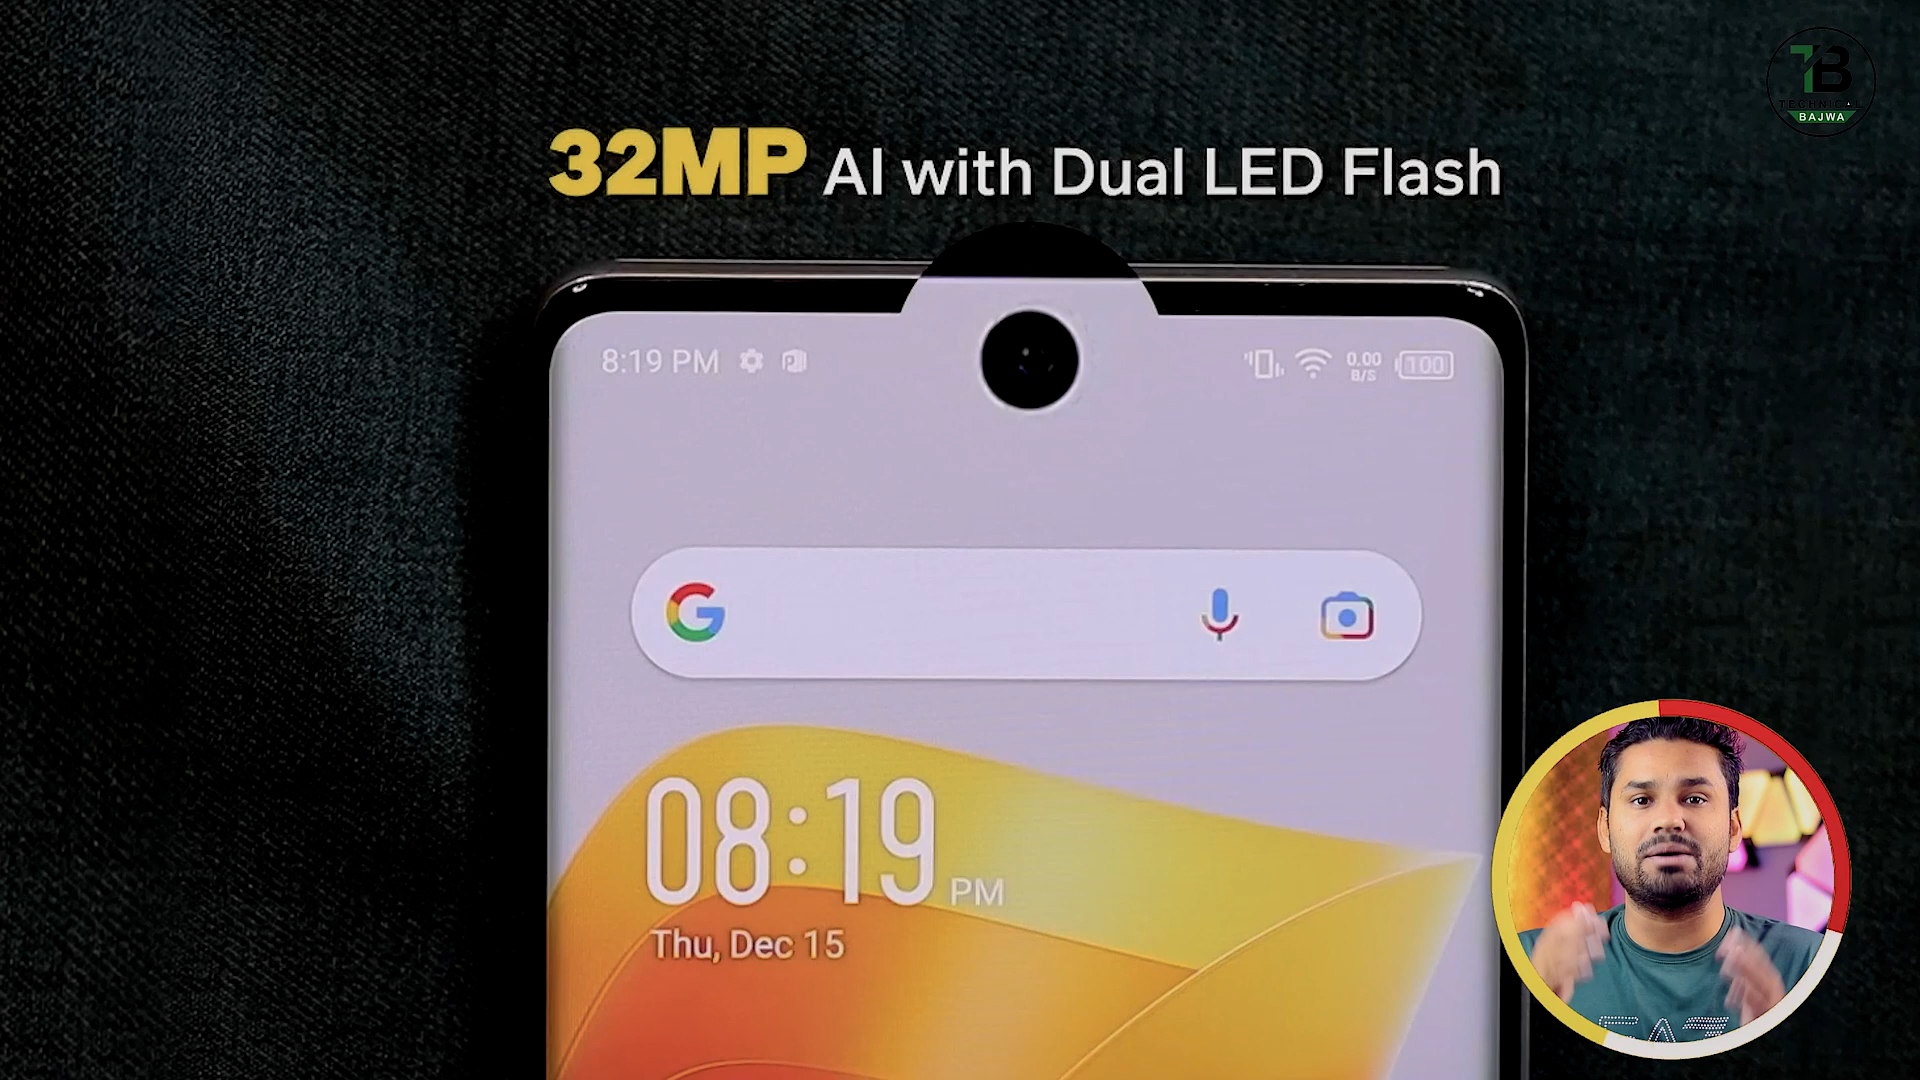 TB
TECHNICAL
BAJWA
32MP AI with Dual LED Flash
8:19 PM
0.00
B/S
100
G
08:19 PM
Thu, Dec 15